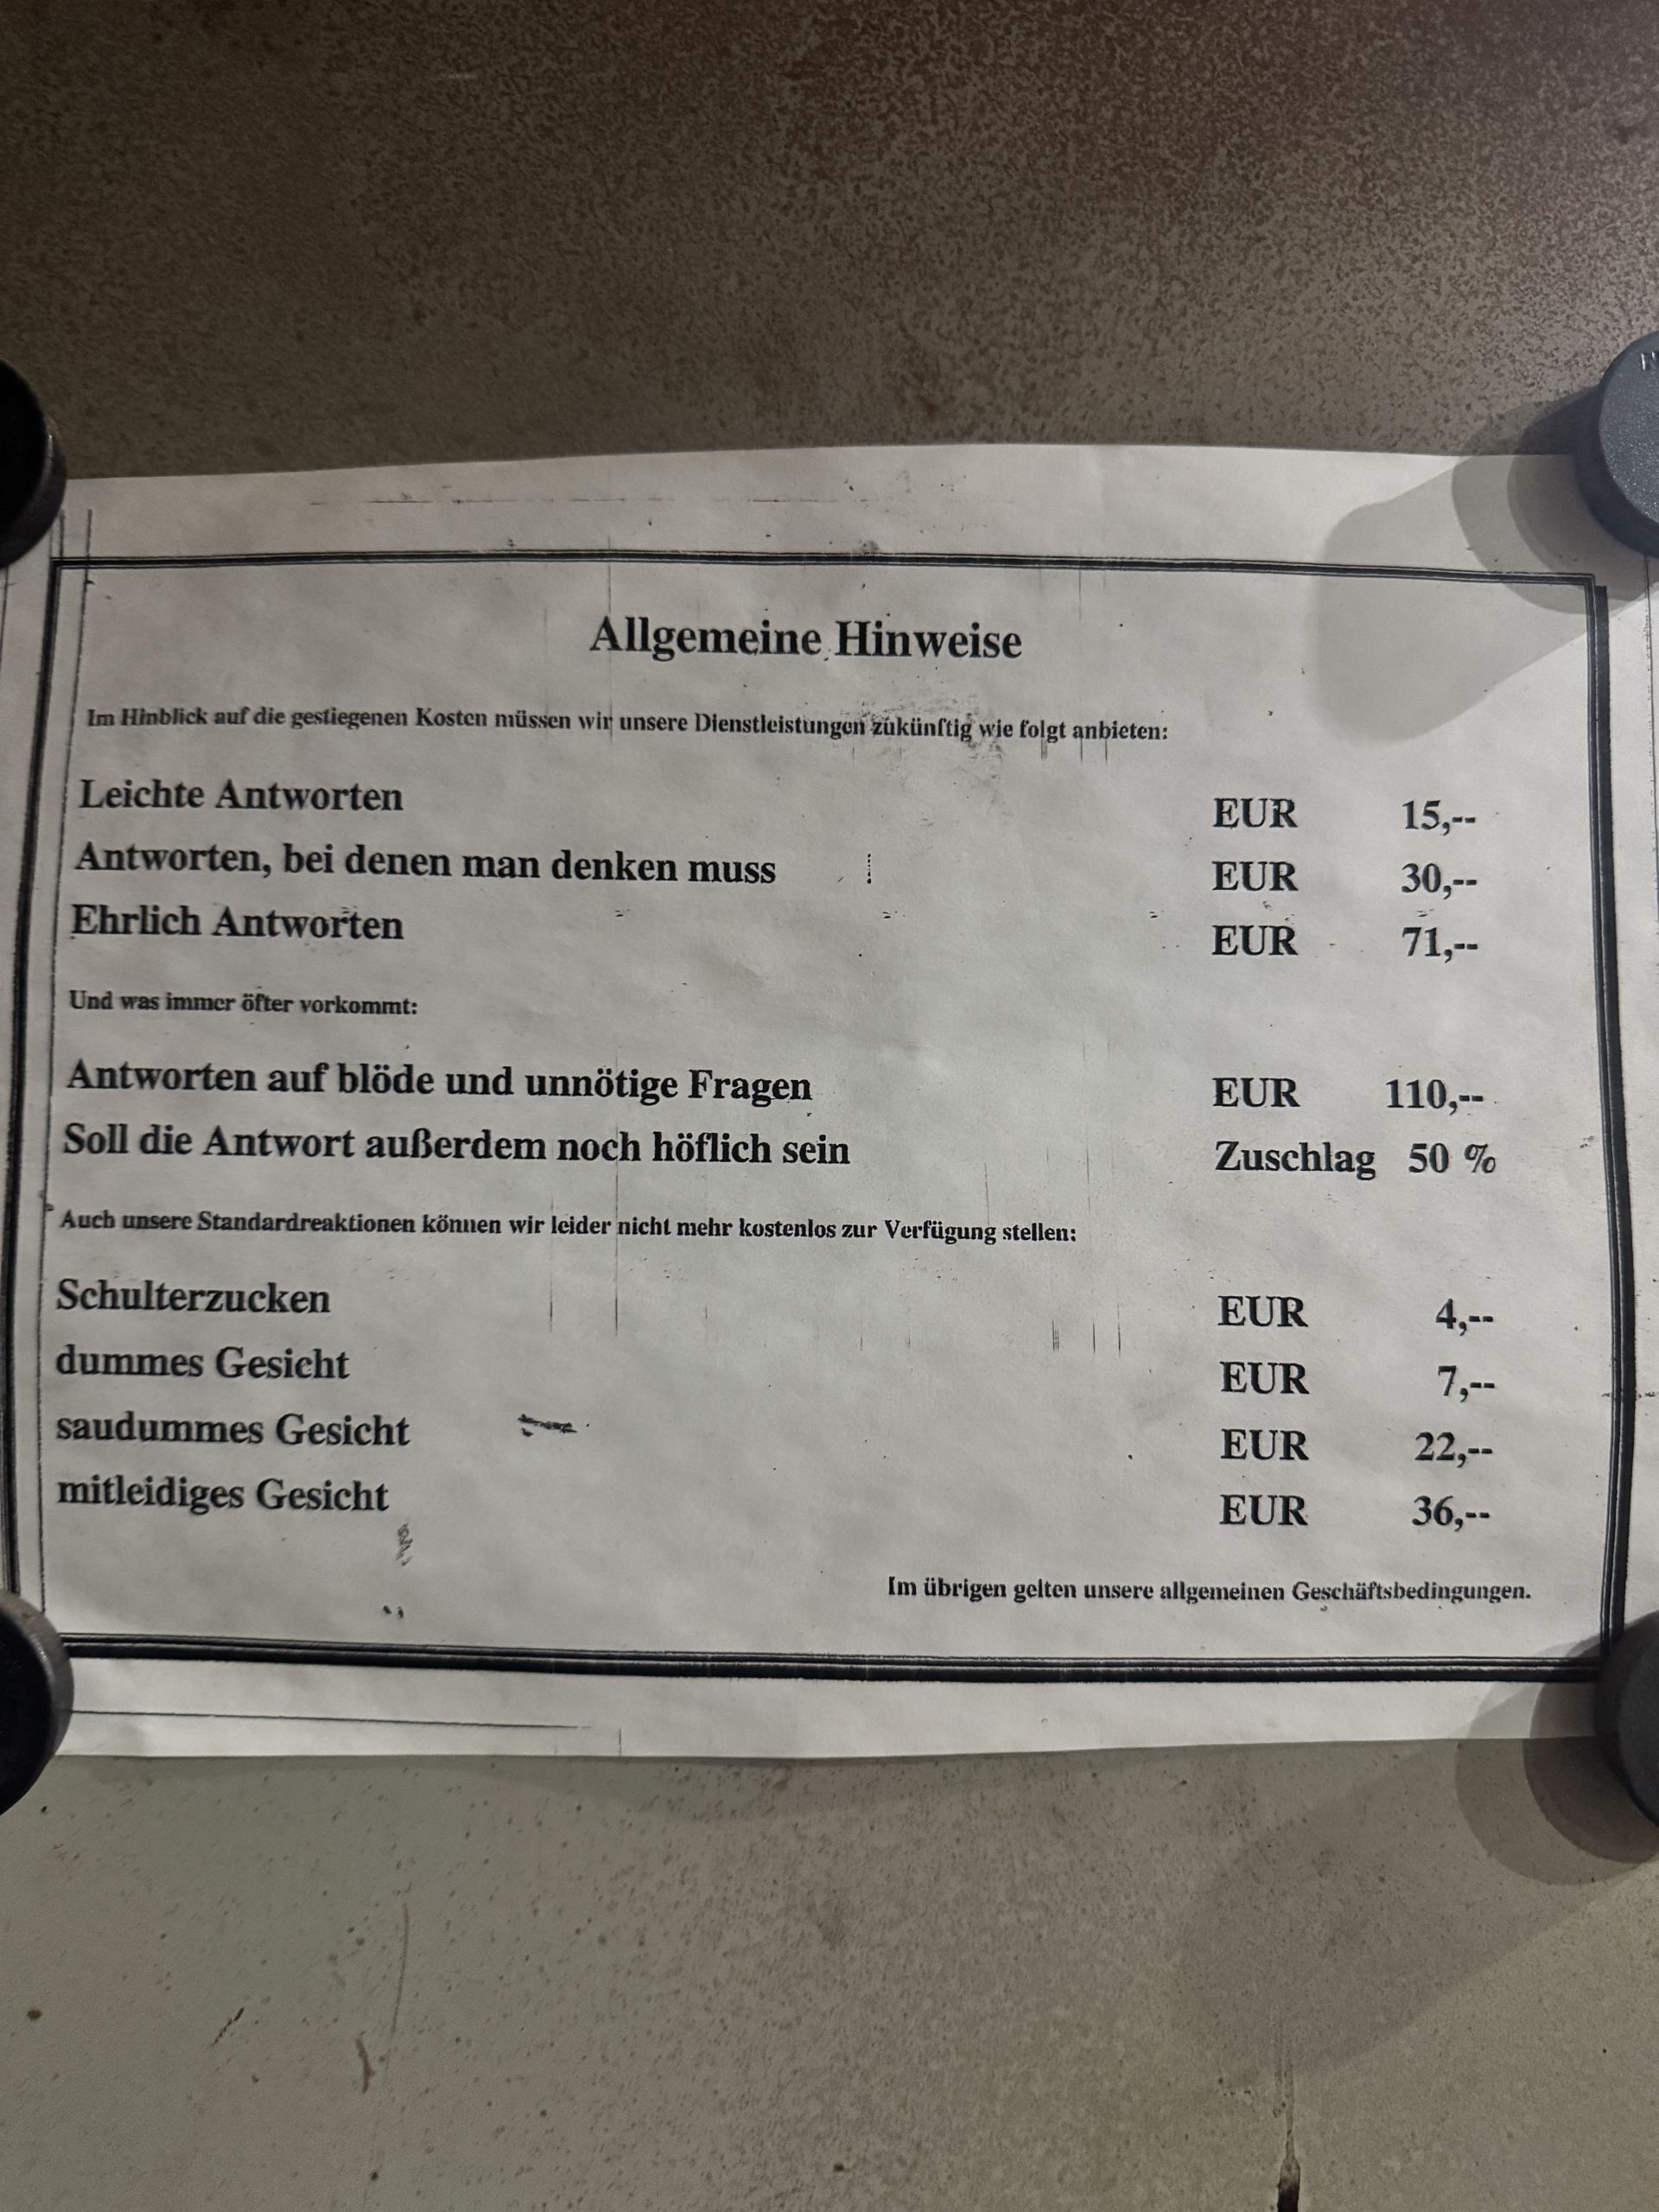 Allgemeine Hinweise
Im Hinblick auf die gestiegenen Kosten müssen wir unsere Dienstleistungen zukünftig wie folgt anbieten:
Leichte Antworten EUR 15,--
Antworten, bei denen man denken muss EUR 30,--
Ehrlich Antworten EUR 71,--
Und was immer öfter vorkommt:
Antworten auf blöde und unnötige Fragen EUR 110,--
Soll die Antwort außerdem noch höflich sein Zuschlag 50 %
Auch unsere Standardreaktionen können wir leider nicht mehr kostenlos zur Verfügung stellen:
Schulterzucken EUR 4,--
dummes Gesicht EUR 7,--
saudummes Gesicht EUR 22,--
mitleidiges Gesicht EUR 36,--
Im übrigen gelten unsere allgemeinen Geschäftsbedingungen.